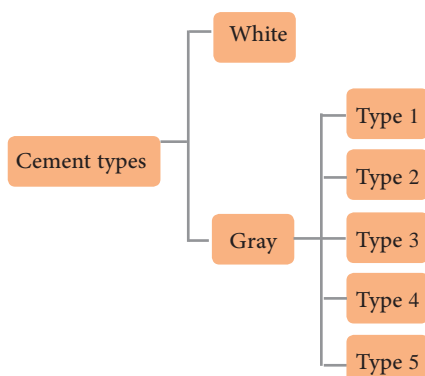 White
Cement types
Gray
Type 1
Type 2
Type 3
Type 4
Type 5